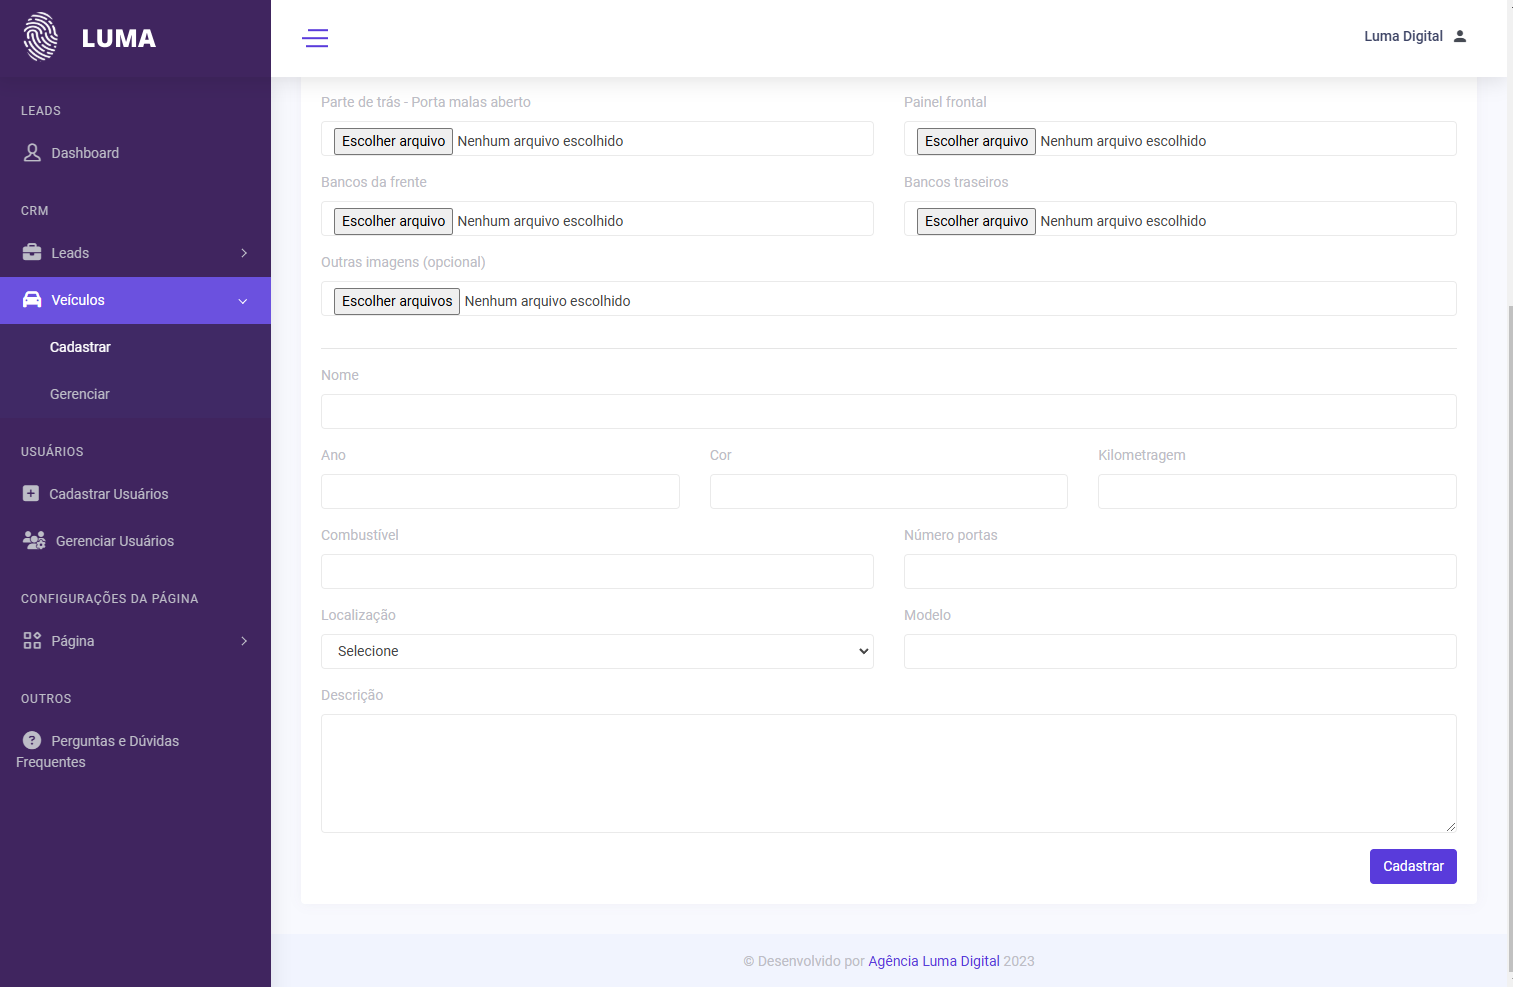 LUMA
LEADS
Dashboard
CRM
Leads
Veículos
Cadastrar
Gerenciar
USUÁRIOS
Cadastrar Usuários
Gerenciar Usuários
CONFIGURAÇÕES DA PÁGINA
Página
OUTROS
Perguntas e Dúvidas
Frequentes
Luma Digital
Parte de trás - Porta malas aberto
Painel frontal
Escolher arquivo Nenhum arquivo escolhido
Escolher arquivo Nenhum arquivo escolhido
Bancos da frente
Bancos traseiros
Escolher arquivo Nenhum arquivo escolhido
Escolher arquivo Nenhum arquivo escolhido
Outras imagens (opcional)
Escolher arquivos Nenhum arquivo escolhido
Nome
Ano
Cor
Kilometragem
Combustível
Número portas
Localização
Modelo
Selecione
Descrição
Cadastrar
© Desenvolvido por Agência Luma Digital 2023